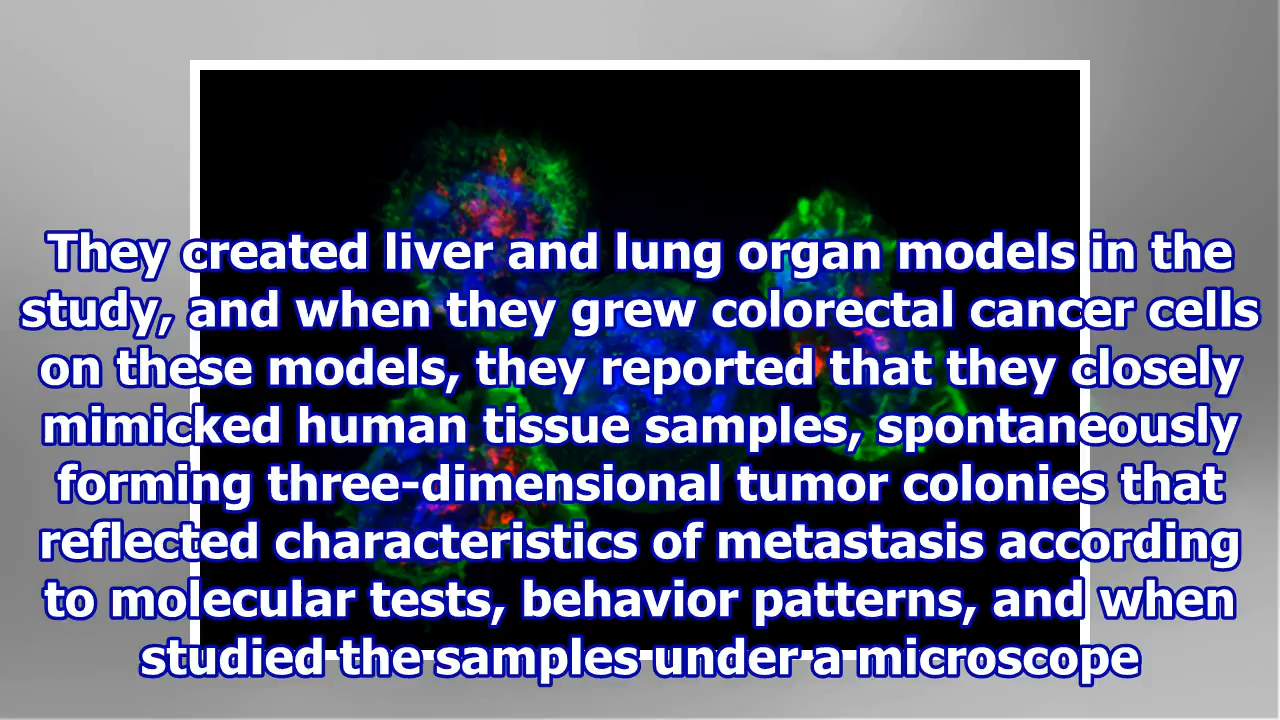 They created liver and lung organ models in the
study, and when they grew colorectal cancer cells
on these models, they reported that they closely
mimicked human tissue samples, spontaneously
forming three-dimensional tumor colonies that
reflected characteristics of metastasis according
to molecular tests, behavior patterns, and when
studied the samples under a microscope